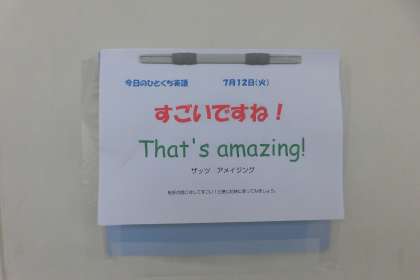 今日のひとくち英語 7月12日(火)
すごいですね！
That's amazing!
ザッツ アメイジング